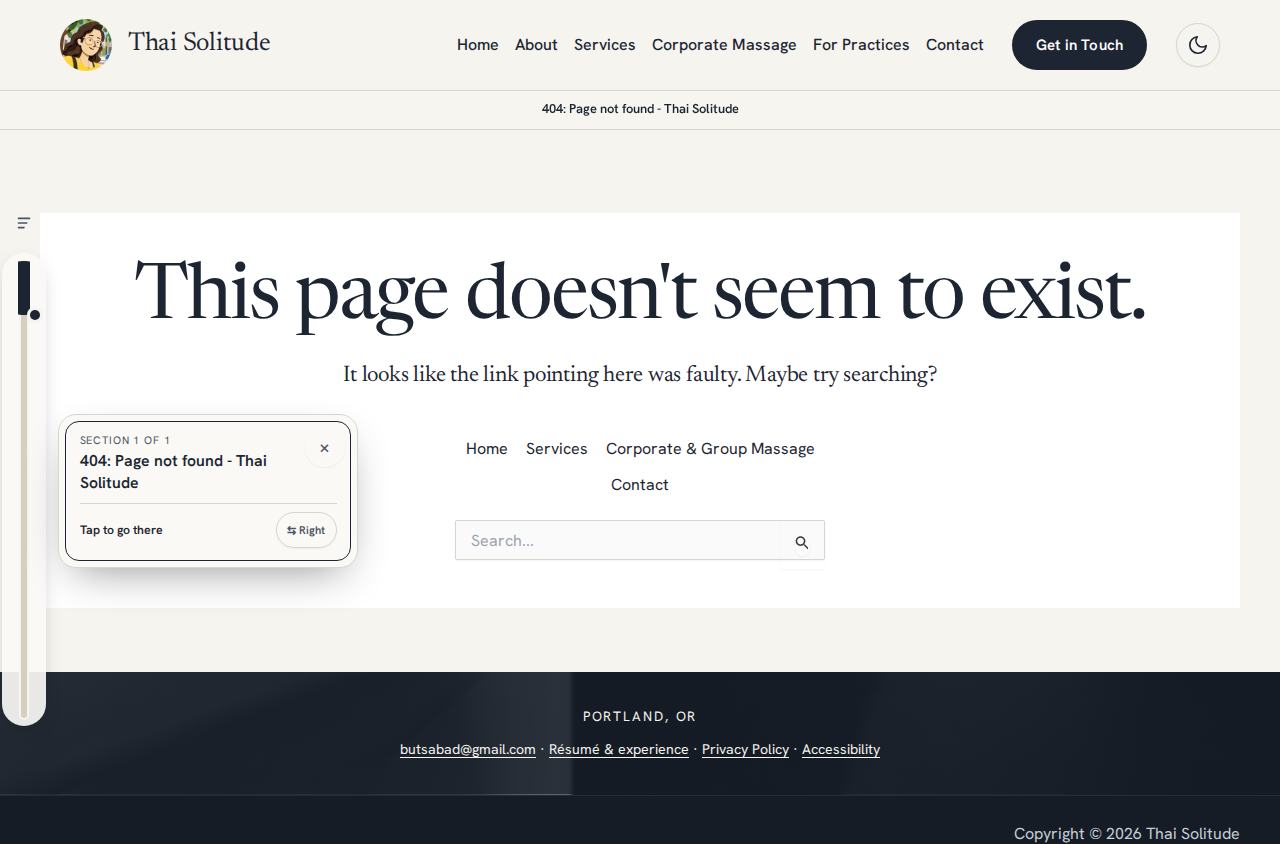 Thai Solitude
Home About Services Corporate Massage For Practices Contact Get in Touch
404: Page not found - Thai Solitude
This page doesn't seem to exist.
It looks like the link pointing here was faulty. Maybe try searching?
SECTION 1 OF 1
404: Page not found - Thai
Solitude
Tap to go there
⇆ Right
Home Services Corporate & Group Massage
Contact
Search...
PORTLAND, OR
butsabad@gmail.com · Résumé & experience · Privacy Policy · Accessibility
Copyright © 2026 Thai Solitude